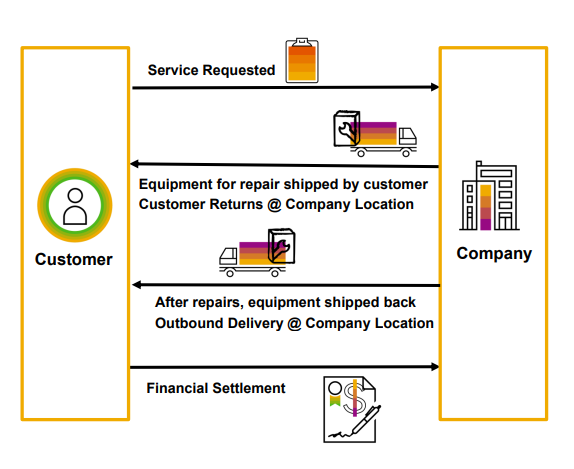 Service Requested
Equipment for repair shipped by customer
Customer Returns @ Company Location
Customer
Company
After repairs, equipment shipped back
Outbound Delivery @ Company Location
Financial Settlement